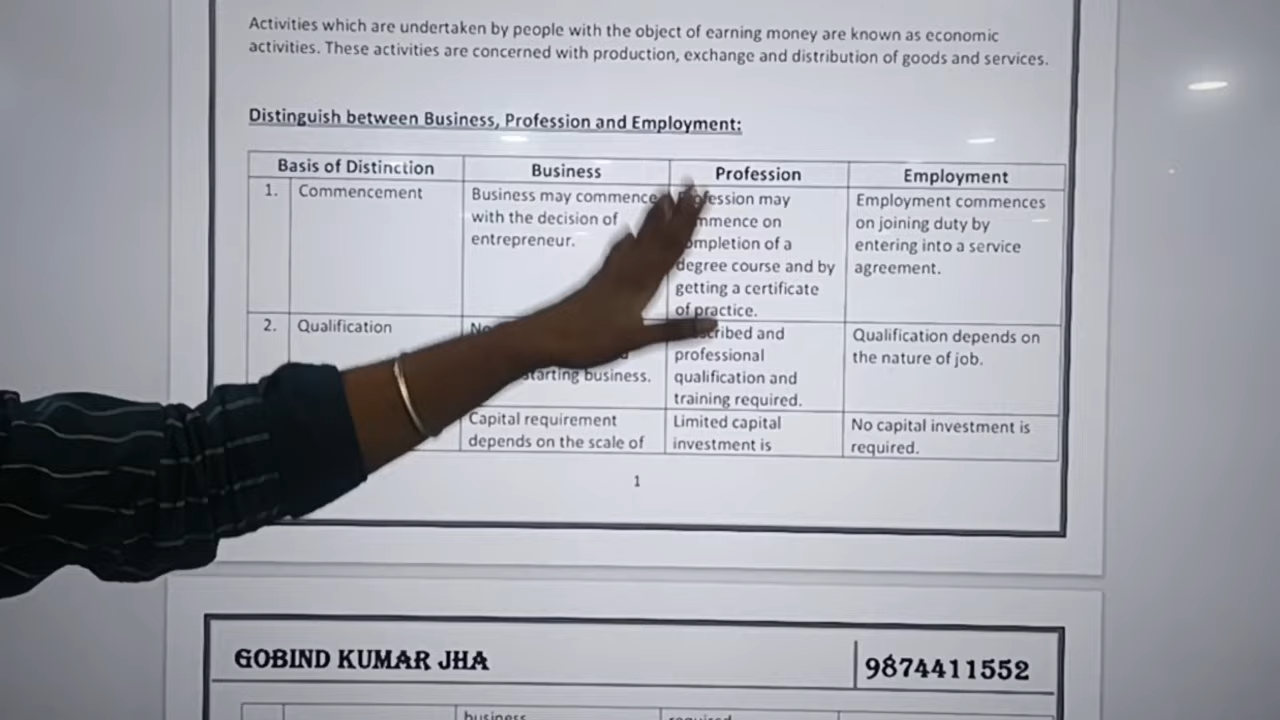 Activities which are undertaken by people with the object of earning money are known as economic
activities. These activities are concerned with production, exchange and distribution of goods and services.
Distinguish between Business, Profession and Employment:
Basis of Distinction Business Profession Employment
1. Commencement
Business may commence
with the decision of
entrepreneur.
Profession may
commence on
completion of a
degree course and by
getting a certificate
of practice.
Employment commences
on joining duty by
entering into a service
agreement.
2. Qualification
starting business.
Prescribed and
professional
qualification and
training required.
Qualification depends on
the nature of job.
Capital requirement
depends on the scale of
Limited capital
investment is
No capital investment is
required.
1
GOBIND KUMAR JHA 9874411552
business required